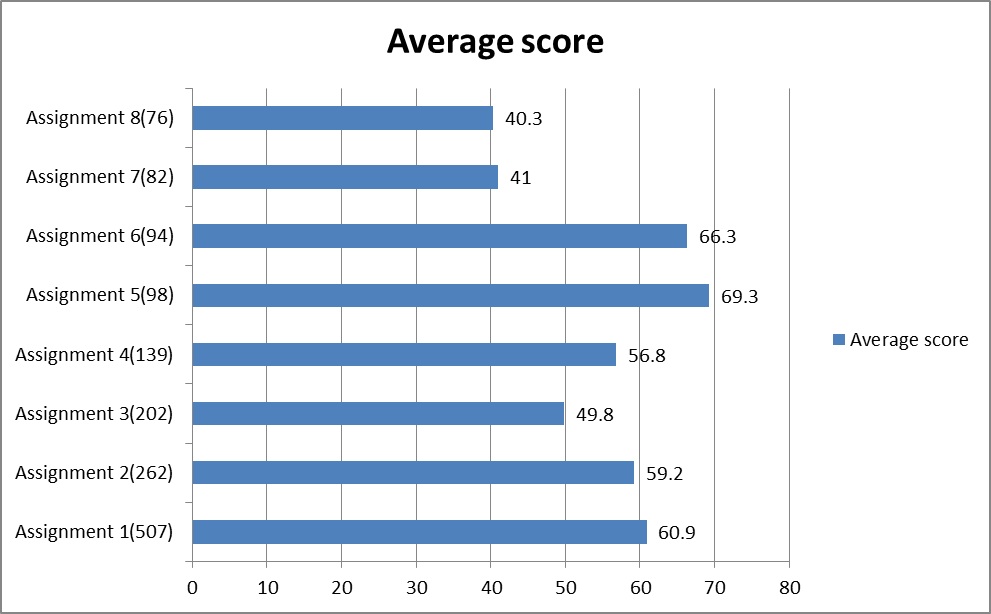 Average score
Assignment 8(76)
40.3
Assignment 7(82)
41
Assignment 6(94)
66.3
Assignment 5(98)
69.3
Assignment 4(139)
56.8
Assignment 3(202)
49.8
Assignment 2(262)
59.2
Assignment 1(507)
60.9
0 10 20 30 40 50 60 70 80
Average score